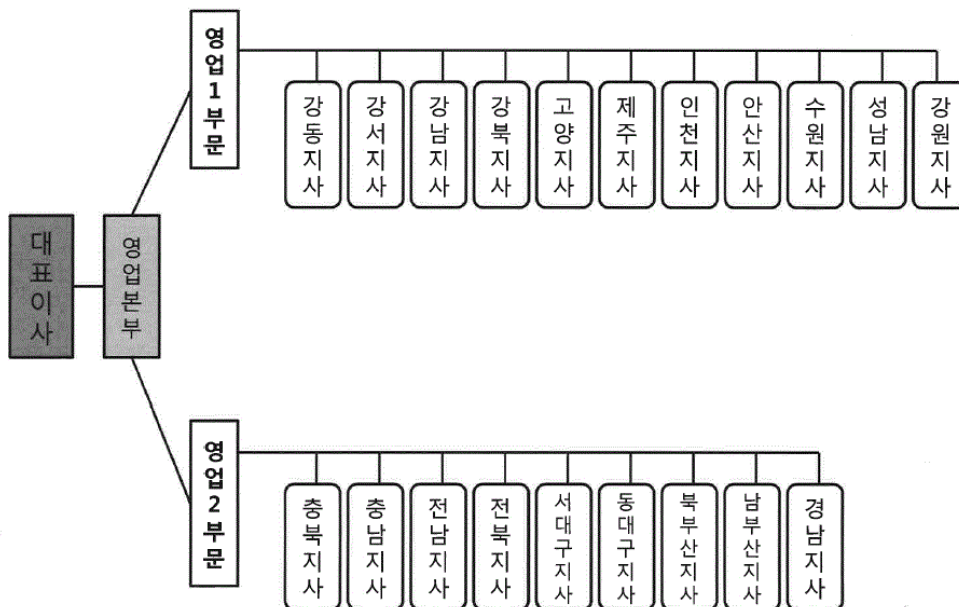 영업1부문
강동지사
강서지사
강남지사
강북지사
고양지사
제주지사
인천지사
안산지사
수원지사
성남지사
강원지사
대표이사
영업본부
영업2부문
충북지사
충남지사
전남지사
전북지사
서대구지사
동대구지사
북부산지사
남부산지사
경남지사